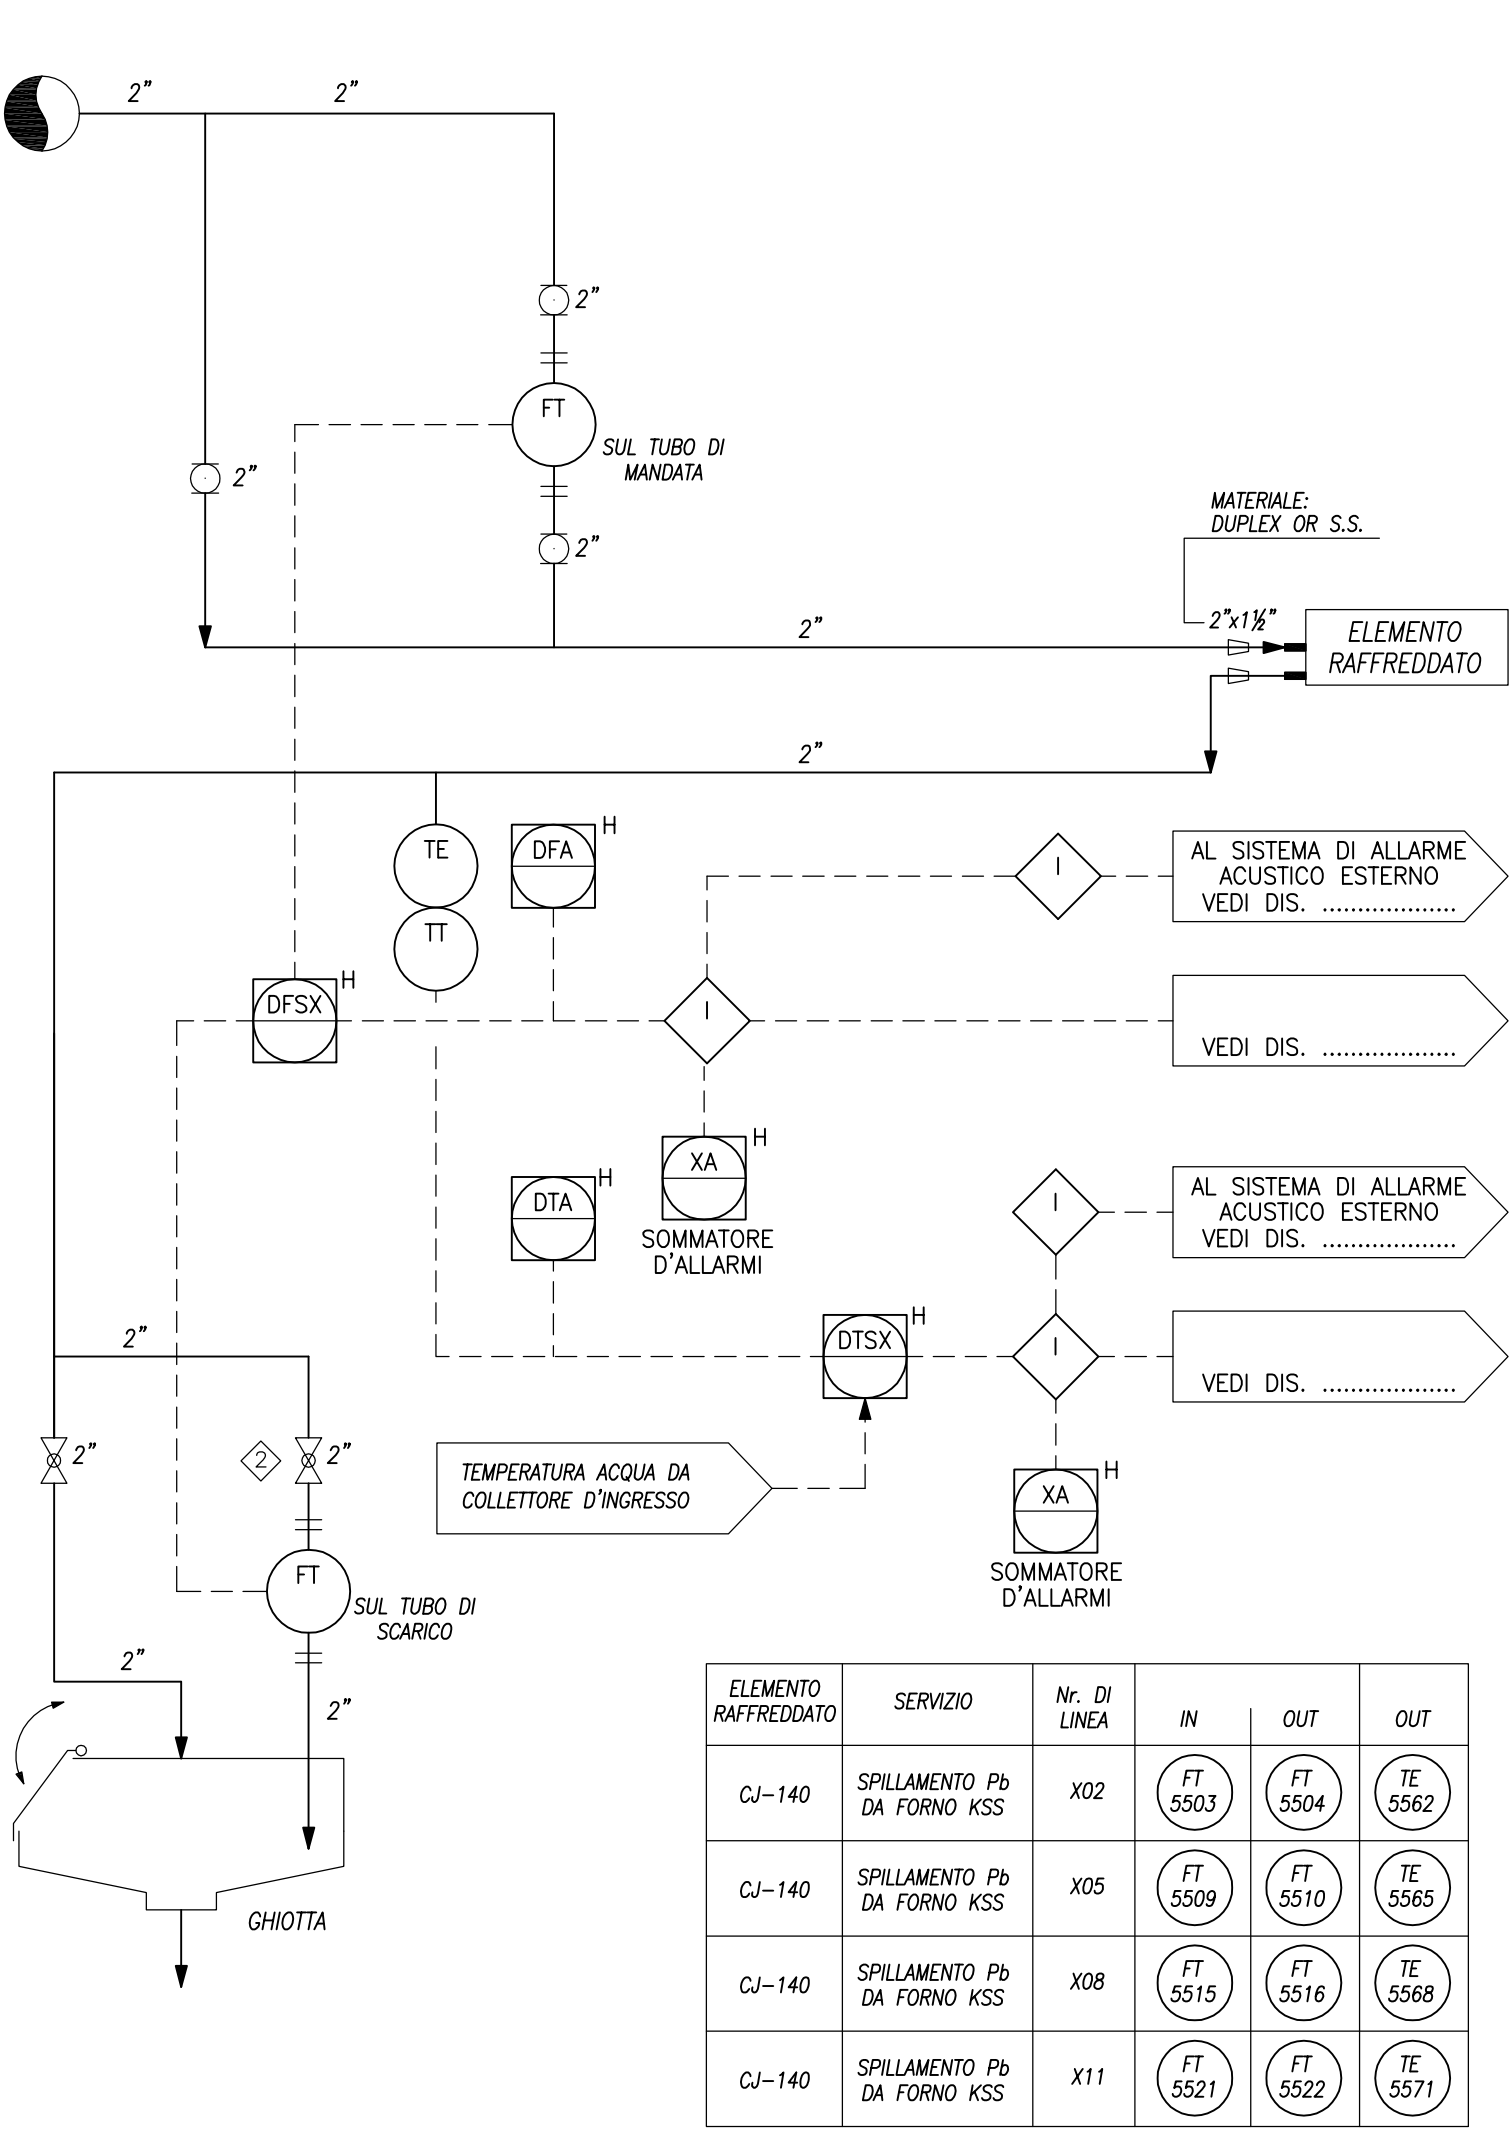 2" 2"
2"
FT
SUL TUBO DI
MANDATA
2"
2"
MATERIALE:
DUPLEX OR S.S.
2"x1½"
2"
ELEMENTO
RAFFREDDATO
2"
TE
TT
DFA H
I
AL SISTEMA DI ALLARME
ACUSTICO ESTERNO
VEDI DIS. ...................
DFSX H
I
VEDI DIS. ...................
XA H
SOMMATORE
D'ALLARMI
DTA H
I
AL SISTEMA DI ALLARME
ACUSTICO ESTERNO
VEDI DIS. ...................
DTSX H
I
VEDI DIS. ...................
2"
2" 2 2"
TEMPERATURA ACQUA DA
COLLETTORE D'INGRESSO
XA H
SOMMATORE
D'ALLARMI
FT
SUL TUBO DI
SCARICO
2"
2"
GHIOTTA
ELEMENTO
RAFFREDDATO
SERVIZIO
Nr. DI
LINEA
IN OUT OUT
CJ-140
SPILLAMENTO Pb
DA FORNO KSS
X02
FT
5503
FT
5504
TE
5562
CJ-140
SPILLAMENTO Pb
DA FORNO KSS
X05
FT
5509
FT
5510
TE
5565
CJ-140
SPILLAMENTO Pb
DA FORNO KSS
X08
FT
5515
FT
5516
TE
5568
CJ-140
SPILLAMENTO Pb
DA FORNO KSS
X11
FT
5521
FT
5522
TE
5571